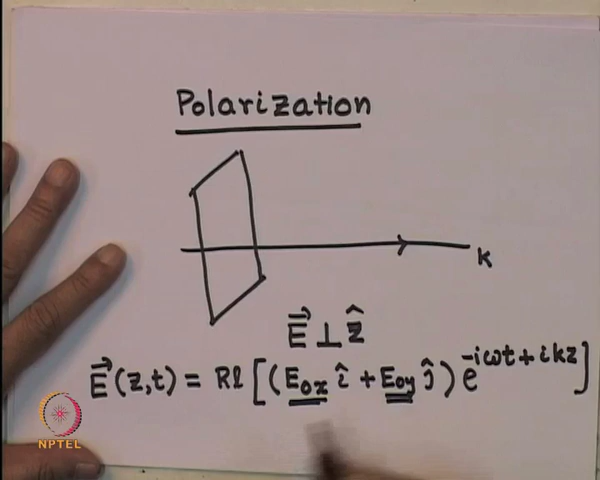 Polarization
k
E⃗ ⊥ ẑ
E⃗(z,t) = Rl [(E₀ₓ î + E₀y ĵ) e^{-iωt + ikz}]
NPTEL